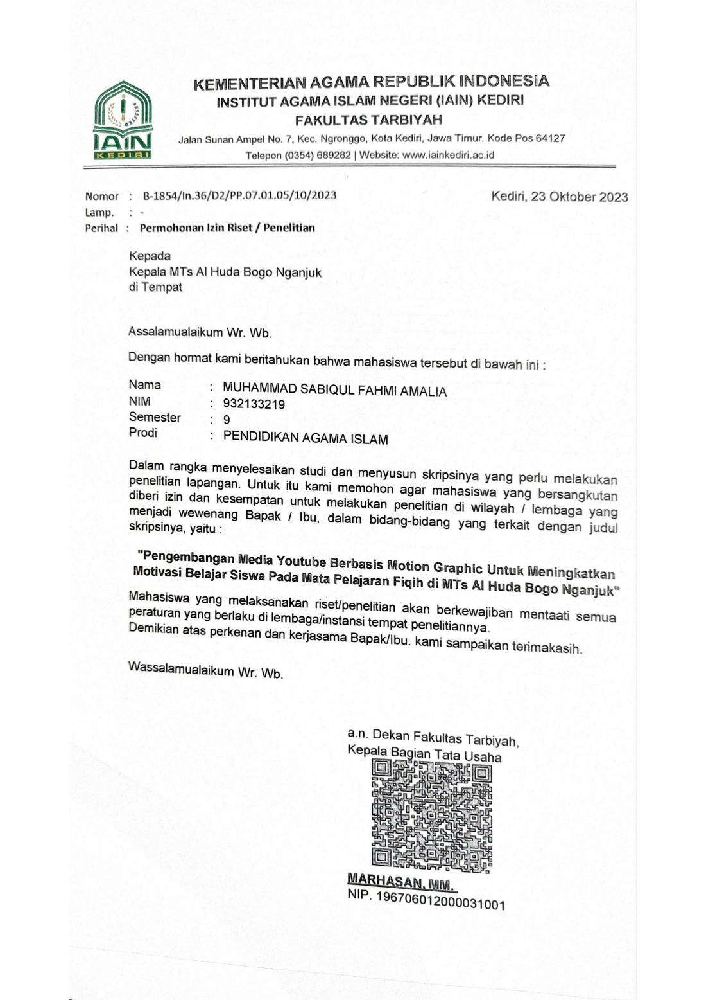 KEMENTERIAN AGAMA REPUBLIK INDONESIA
INSTITUT AGAMA ISLAM NEGERI (IAIN) KEDIRI
FAKULTAS TARBIYAH
Jalan Sunan Ampel No. 7, Kec. Ngronggo, Kota Kediri, Jawa Timur. Kode Pos 64127
Telepon (0354) 689282 | Website: www.iainkediri.ac.id
IAIN
KEDIRI
Nomor : B-1854/In.36/D2/PP.07.01.05/10/2023 Kediri, 23 Oktober 2023
Lamp. : -
Perihal : Permohonan Izin Riset / Penelitian
Kepada
Kepala MTs Al Huda Bogo Nganjuk
di Tempat
Assalamualaikum Wr. Wb.
Dengan hormat kami beritahukan bahwa mahasiswa tersebut di bawah ini :
Nama : MUHAMMAD SABIQUL FAHMI AMALIA
NIM : 932133219
Semester : 9
Prodi : PENDIDIKAN AGAMA ISLAM
Dalam rangka menyelesaikan studi dan menyusun skripsinya yang perlu melakukan
penelitian lapangan. Untuk itu kami memohon agar mahasiswa yang bersangkutan
diberi izin dan kesempatan untuk melakukan penelitian di wilayah / lembaga yang
menjadi wewenang Bapak / Ibu, dalam bidang-bidang yang terkait dengan judul
skripsinya, yaitu :
"Pengembangan Media Youtube Berbasis Motion Graphic Untuk Meningkatkan
Motivasi Belajar Siswa Pada Mata Pelajaran Fiqih di MTs Al Huda Bogo Nganjuk"
Mahasiswa yang melaksanakan riset/penelitian akan berkewajiban mentaati semua
peraturan yang berlaku di lembaga/instansi tempat penelitiannya.
Demikian atas perkenan dan kerjasama Bapak/Ibu. kami sampaikan terimakasih.
Wassalamualaikum Wr. Wb.
a.n. Dekan Fakultas Tarbiyah,
Kepala Bagian Tata Usaha
MARHASAN, MM.
NIP. 196706012000031001